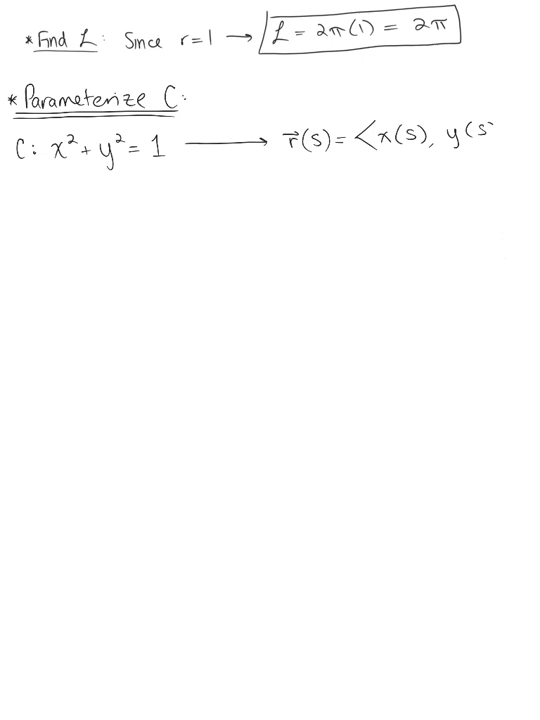 * Find L: Since r=1 → L = 2π(1) = 2π
* Parameterize C:
C: x² + y² = 1 → r⃗(s) = <x(s), y(s